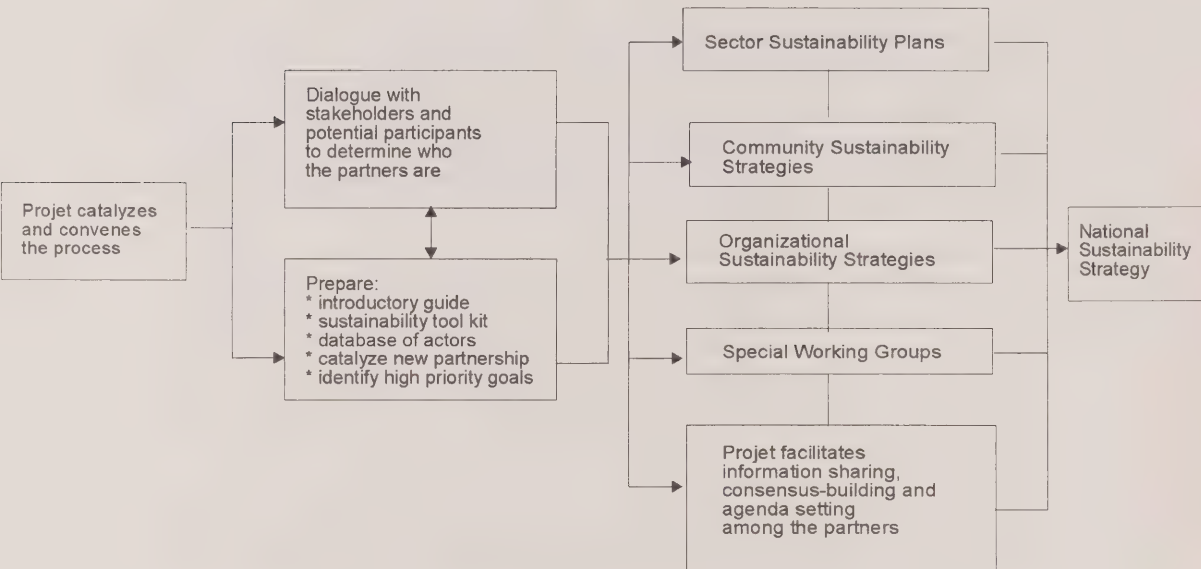 Projet catalyzes
and convenes
the process
Dialogue with
stakeholders and
potential participants
to determine who
the partners are
Prepare:
* introductory guide
* sustainability tool kit
* database of actors
* catalyze new partnership
* identify high priority goals
Sector Sustainability Plans
Community Sustainability
Strategies
Organizational
Sustainability Strategies
Special Working Groups
Projet facilitates
information sharing,
consensus-building and
agenda setting
among the partners
National
Sustainability
Strategy